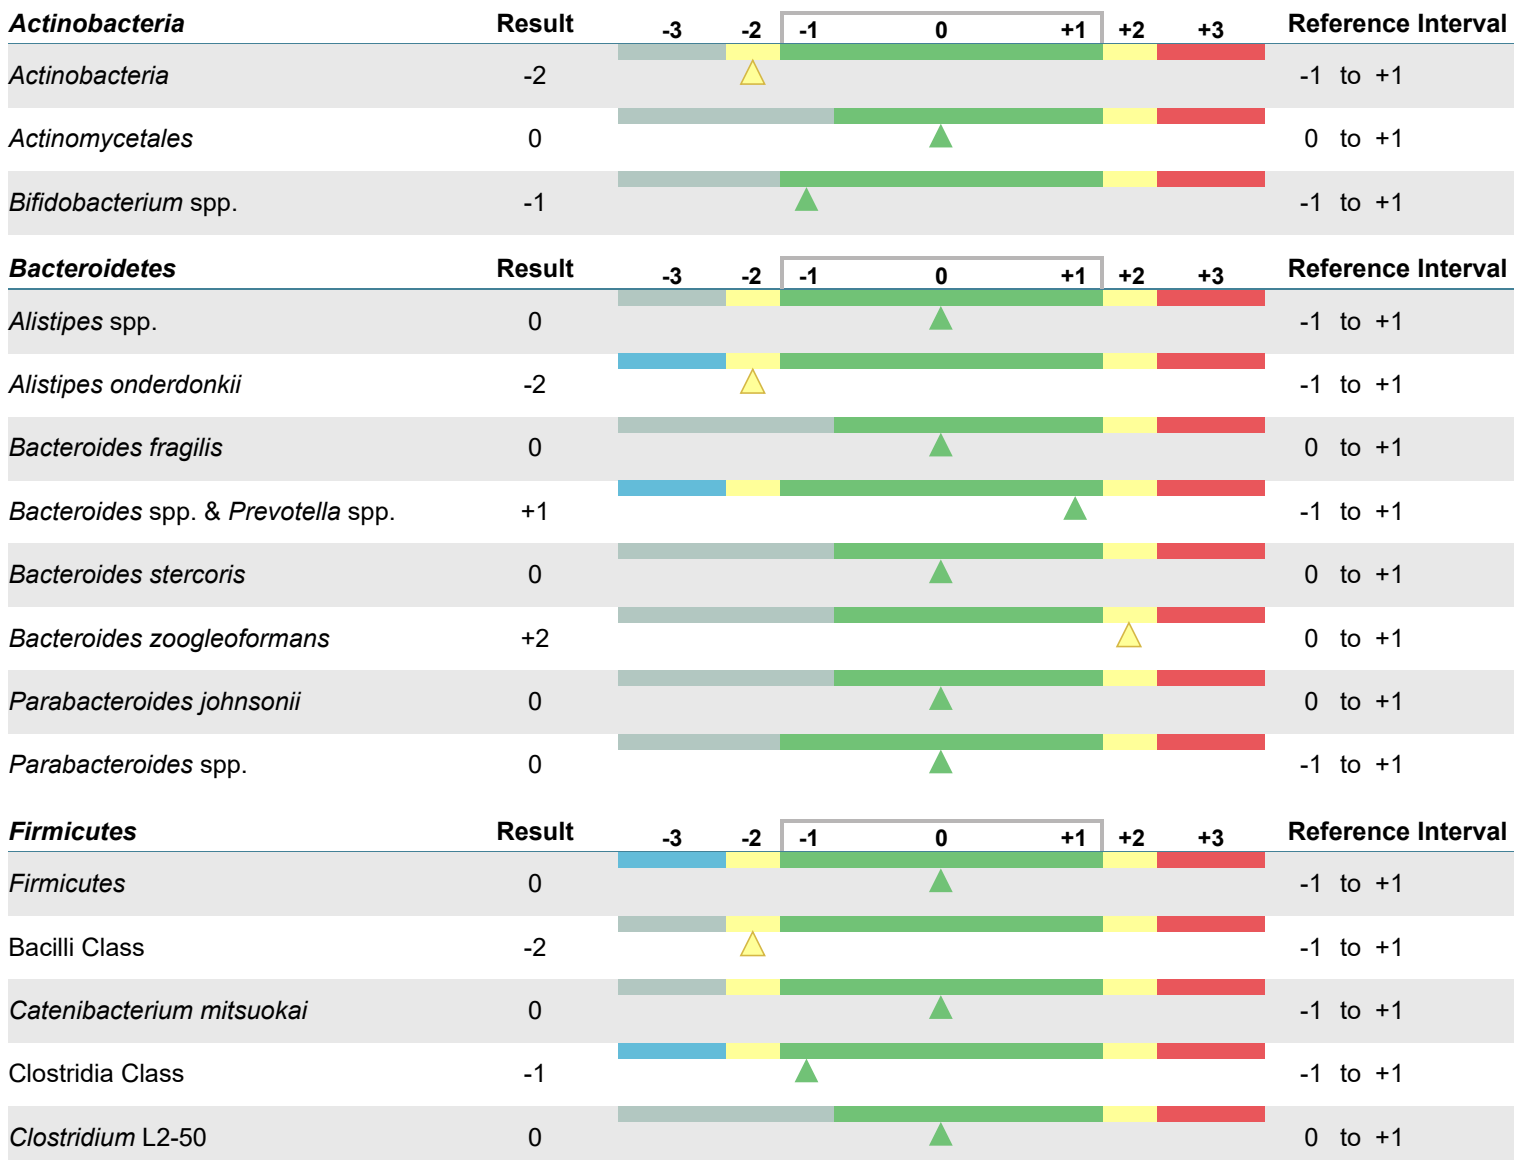 Actinobacteria Result -3 -2 -1 0 +1 +2 +3 Reference Interval
Actinobacteria -2 -1 to +1
Actinomycetales 0 0 to +1
Bifidobacterium spp. -1 -1 to +1
Bacteroidetes Result -3 -2 -1 0 +1 +2 +3 Reference Interval
Alistipes spp. 0 -1 to +1
Alistipes onderdonkii -2 -1 to +1
Bacteroides fragilis 0 0 to +1
Bacteroides spp. & Prevotella spp. +1 -1 to +1
Bacteroides stercoris 0 0 to +1
Bacteroides zoogleoformans +2 0 to +1
Parabacteroides johnsonii 0 0 to +1
Parabacteroides spp. 0 -1 to +1
Firmicutes Result -3 -2 -1 0 +1 +2 +3 Reference Interval
Firmicutes 0 -1 to +1
Bacilli Class -2 -1 to +1
Catenibacterium mitsuokai 0 -1 to +1
Clostridia Class -1 -1 to +1
Clostridium L2-50 0 0 to +1